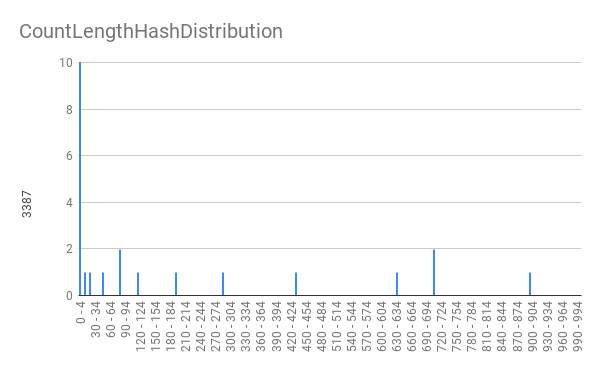 CountLengthHashDistribution
10
8
6
4
2
0
3387
0 - 4
30 - 34
60 - 64
90 - 94
120 - 124
150 - 154
180 - 184
210 - 214
240 - 244
270 - 274
300 - 304
330 - 334
360 - 364
390 - 394
420 - 424
450 - 454
480 - 484
510 - 514
540 - 544
570 - 574
600 - 604
630 - 634
660 - 664
690 - 694
720 - 724
750 - 754
780 - 784
810 - 814
840 - 844
870 - 874
900 - 904
930 - 934
960 - 964
990 - 994